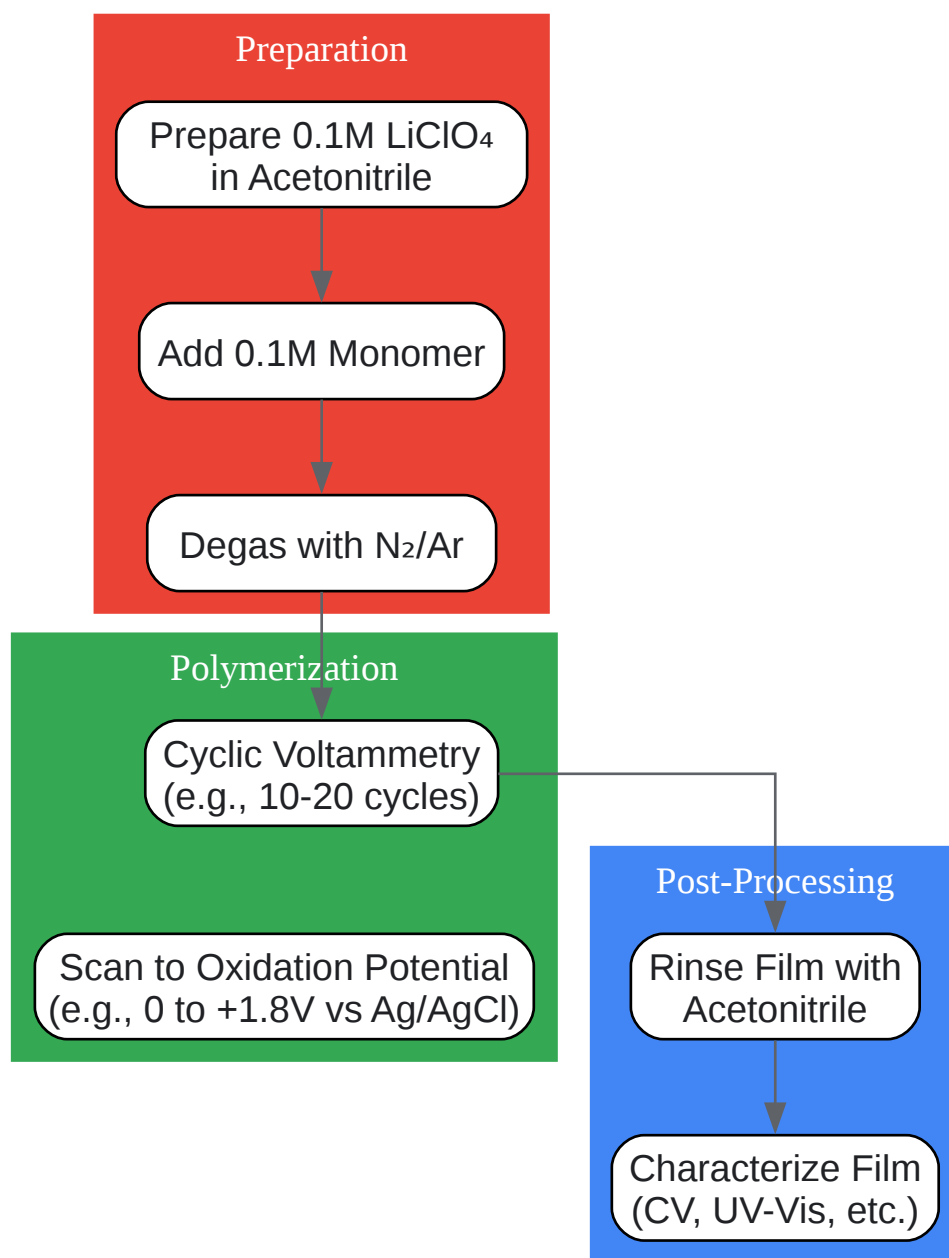 Preparation
Prepare 0.1M LiClO₄
in Acetonitrile
Add 0.1M Monomer
Degas with N₂/Ar
Polymerization
Cyclic Voltammetry
(e.g., 10-20 cycles)
Scan to Oxidation Potential
(e.g., 0 to +1.8V vs Ag/AgCl)
Post-Processing
Rinse Film with
Acetonitrile
Characterize Film
(CV, UV-Vis, etc.)